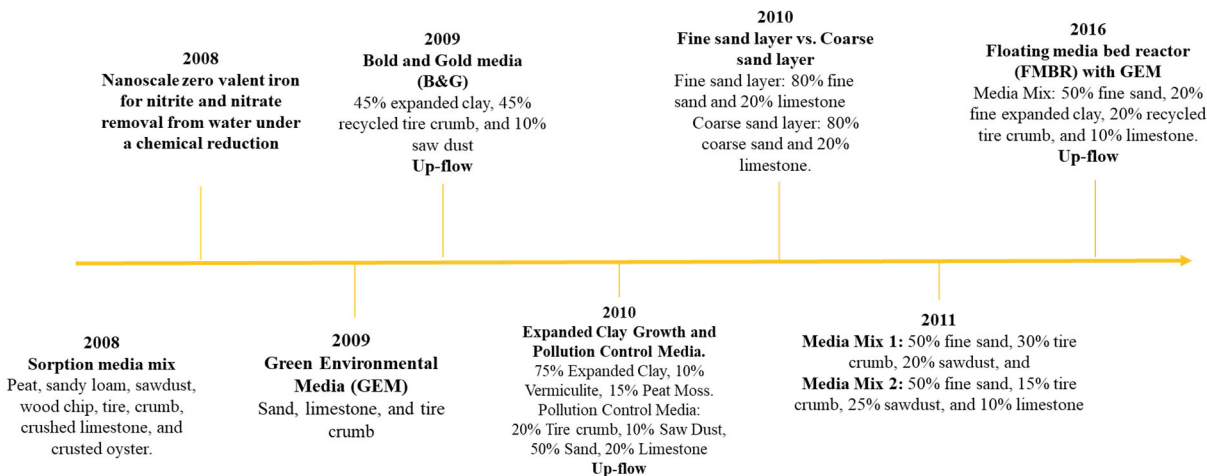 2008
Nanoscale zero valent iron
for nitrite and nitrate
removal from water under
a chemical reduction
2009
Bold and Gold media
(B&G)
45% expanded clay, 45%
recycled tire crumb, and 10%
saw dust
Up-flow
2010
Fine sand layer vs. Coarse
sand layer
Fine sand layer: 80% fine
sand and 20% limestone
Coarse sand layer: 80%
coarse sand and 20%
limestone.
2016
Floating media bed reactor
(FMBR) with GEM
Media Mix: 50% fine sand, 20%
fine expanded clay, 20% recycled
tire crumb, and 10% limestone.
Up-flow
2008
Sorption media mix
Peat, sandy loam, sawdust,
wood chip, tire, crumb,
crushed limestone, and
crusted oyster.
2009
Green Environmental
Media (GEM)
Sand, limestone, and tire
crumb
2010
Expanded Clay Growth and
Pollution Control Media.
75% Expanded Clay, 10%
Vermiculite, 15% Peat Moss.
Pollution Control Media:
20% Tire crumb, 10% Saw Dust,
50% Sand, 20% Limestone
Up-flow
2011
Media Mix 1: 50% fine sand, 30% tire
crumb, 20% sawdust, and
Media Mix 2: 50% fine sand, 15% tire
crumb, 25% sawdust, and 10% limestone